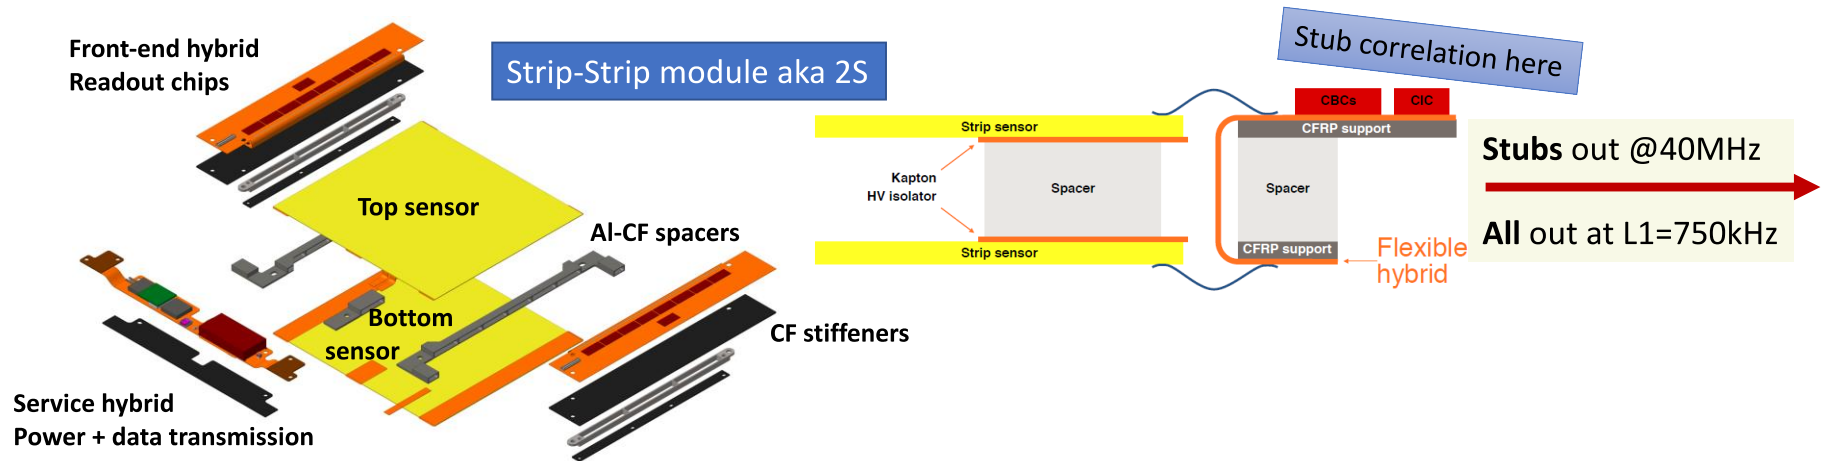 Front-end hybrid
Readout chips
Strip-Strip module aka 2S
Top sensor
Al-CF spacers
Bottom
sensor
CF stiffeners
Service hybrid
Power + data transmission
Stub correlation here
CBCs
CIC
Strip sensor
CFRP support
Kapton
HV isolator
Spacer
Spacer
Strip sensor
CFRP support
Flexible
hybrid
Stubs out @40MHz
All out at L1=750kHz